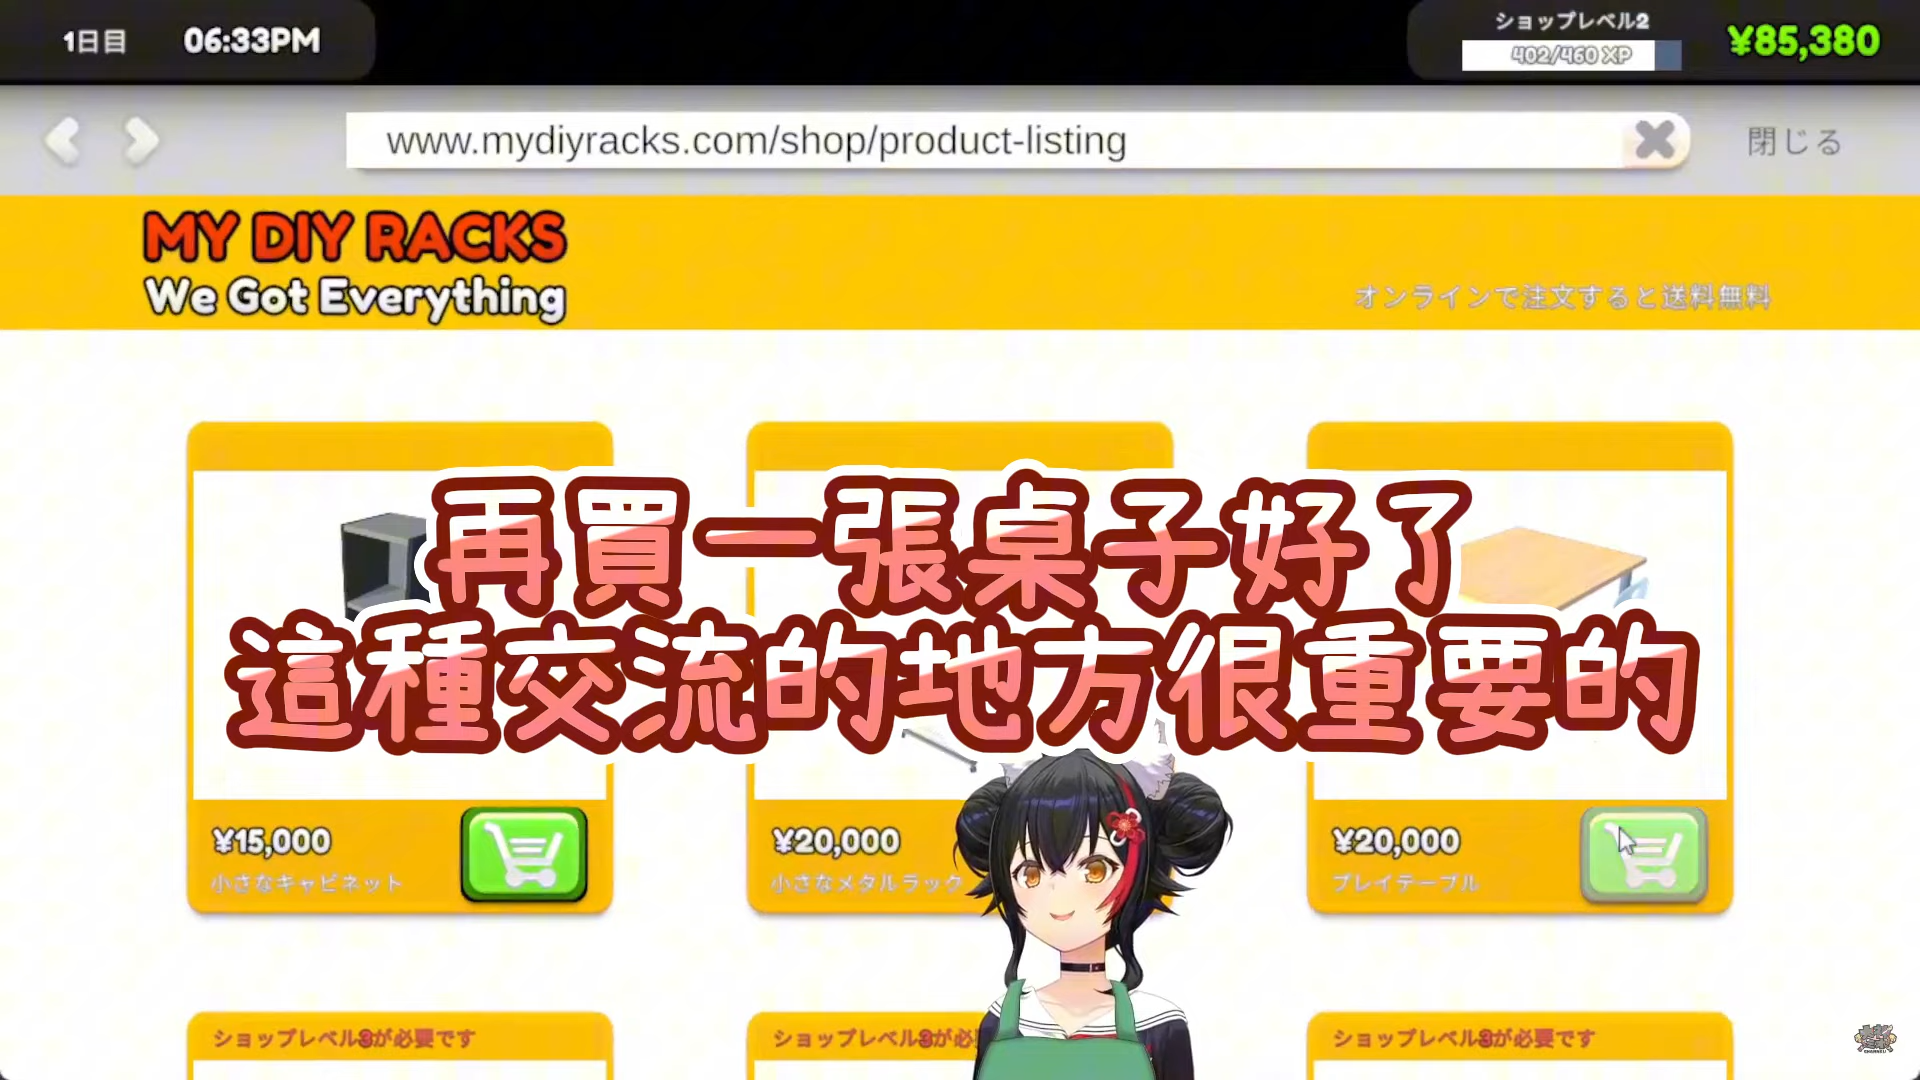 1日目
06:33PM
ショップレベル2
402/460 XP
¥85,380
www.mydiyracks.com/shop/product-listing
閉じる
MY DIY RACKS
We Got Everything
オンラインで注文すると送料無料
再買一張桌子好了
這種交流的地方很重要的
¥15,000
小さなキャビネット
¥20,000
小さなメタルラック
¥20,000
プレイテーブル
ショップレベル3が必要です
ショップレベル3が必
ショップレベル3が必要です